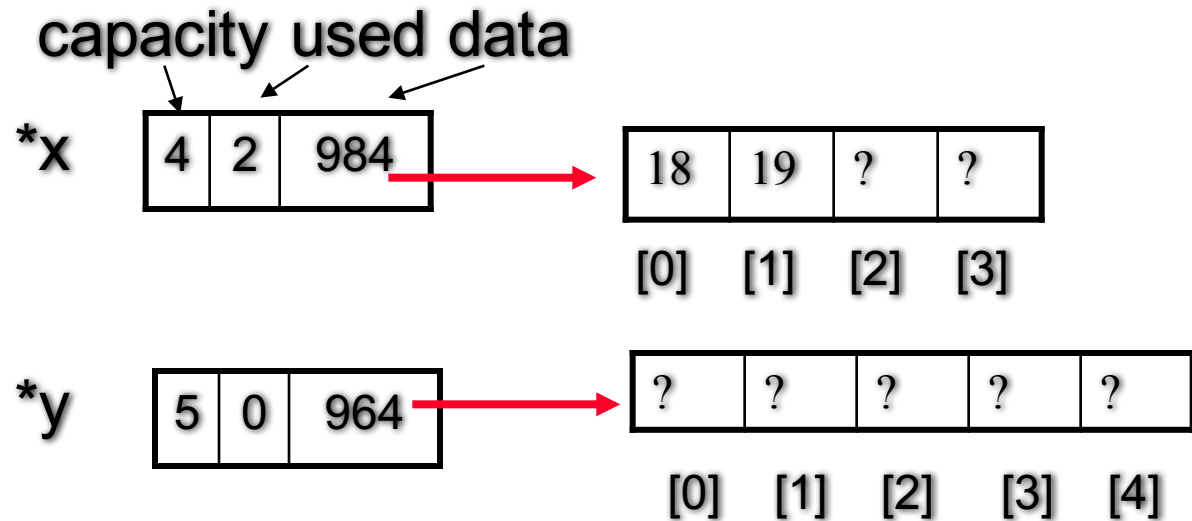 capacity used data
*x 4 2 984 18 19 ? ?
[0] [1] [2] [3]
*y 5 0 964 ? ? ? ? ?
[0] [1] [2] [3] [4]